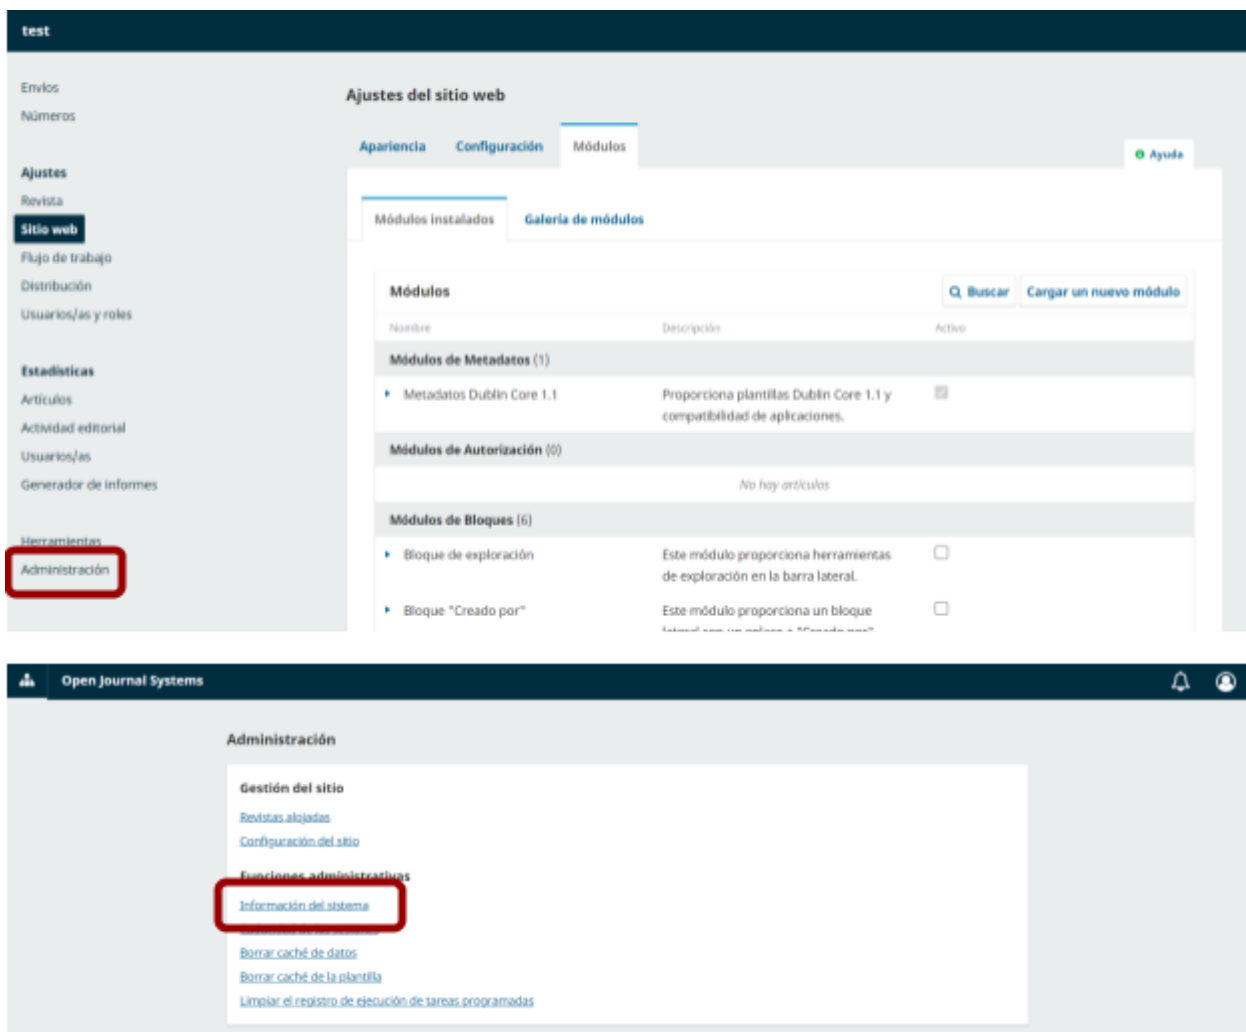 test
Envíos
Números
Ajustes
Revista
Sitio web
Flujo de trabajo
Distribución
Usuarios/as y roles
Estadísticas
Artículos
Actividad editorial
Usuarios/as
Generador de informes
Herramientas
Administración
Ajustes del sitio web
Apariencia Configuración Módulos
Ayuda
Módulos instalados Galería de módulos
Módulos Buscar Cargar un nuevo módulo
Nombre Descripción Activo
Módulos de Metadatos (1)
Metadatos Dublin Core 1.1 Proporciona plantillas Dublin Core 1.1 y
compatibilidad de aplicaciones.
Módulos de Autorización (0)
No hay artículos
Módulos de Bloques (6)
Bloque de exploración Este módulo proporciona herramientas
de exploración en la barra lateral.
Bloque "Creado por" Este módulo proporciona un bloque
lateral con un enlace a "Creado por"
Open Journal Systems
Administración
Gestión del sitio
Revistas alojadas
Configuración del sitio
Funciones administrativas
Información del sistema
Borrar caché de datos
Borrar caché de la plantilla
Limpiar el registro de ejecución de tareas programadas